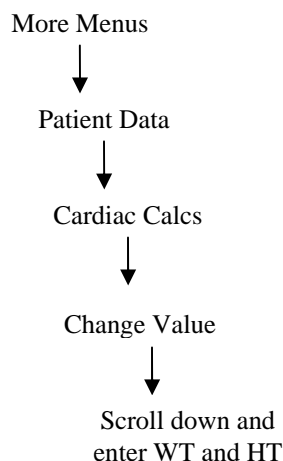 More Menus
Patient Data
Cardiac Calcs
Change Value
Scroll down and
enter WT and HT